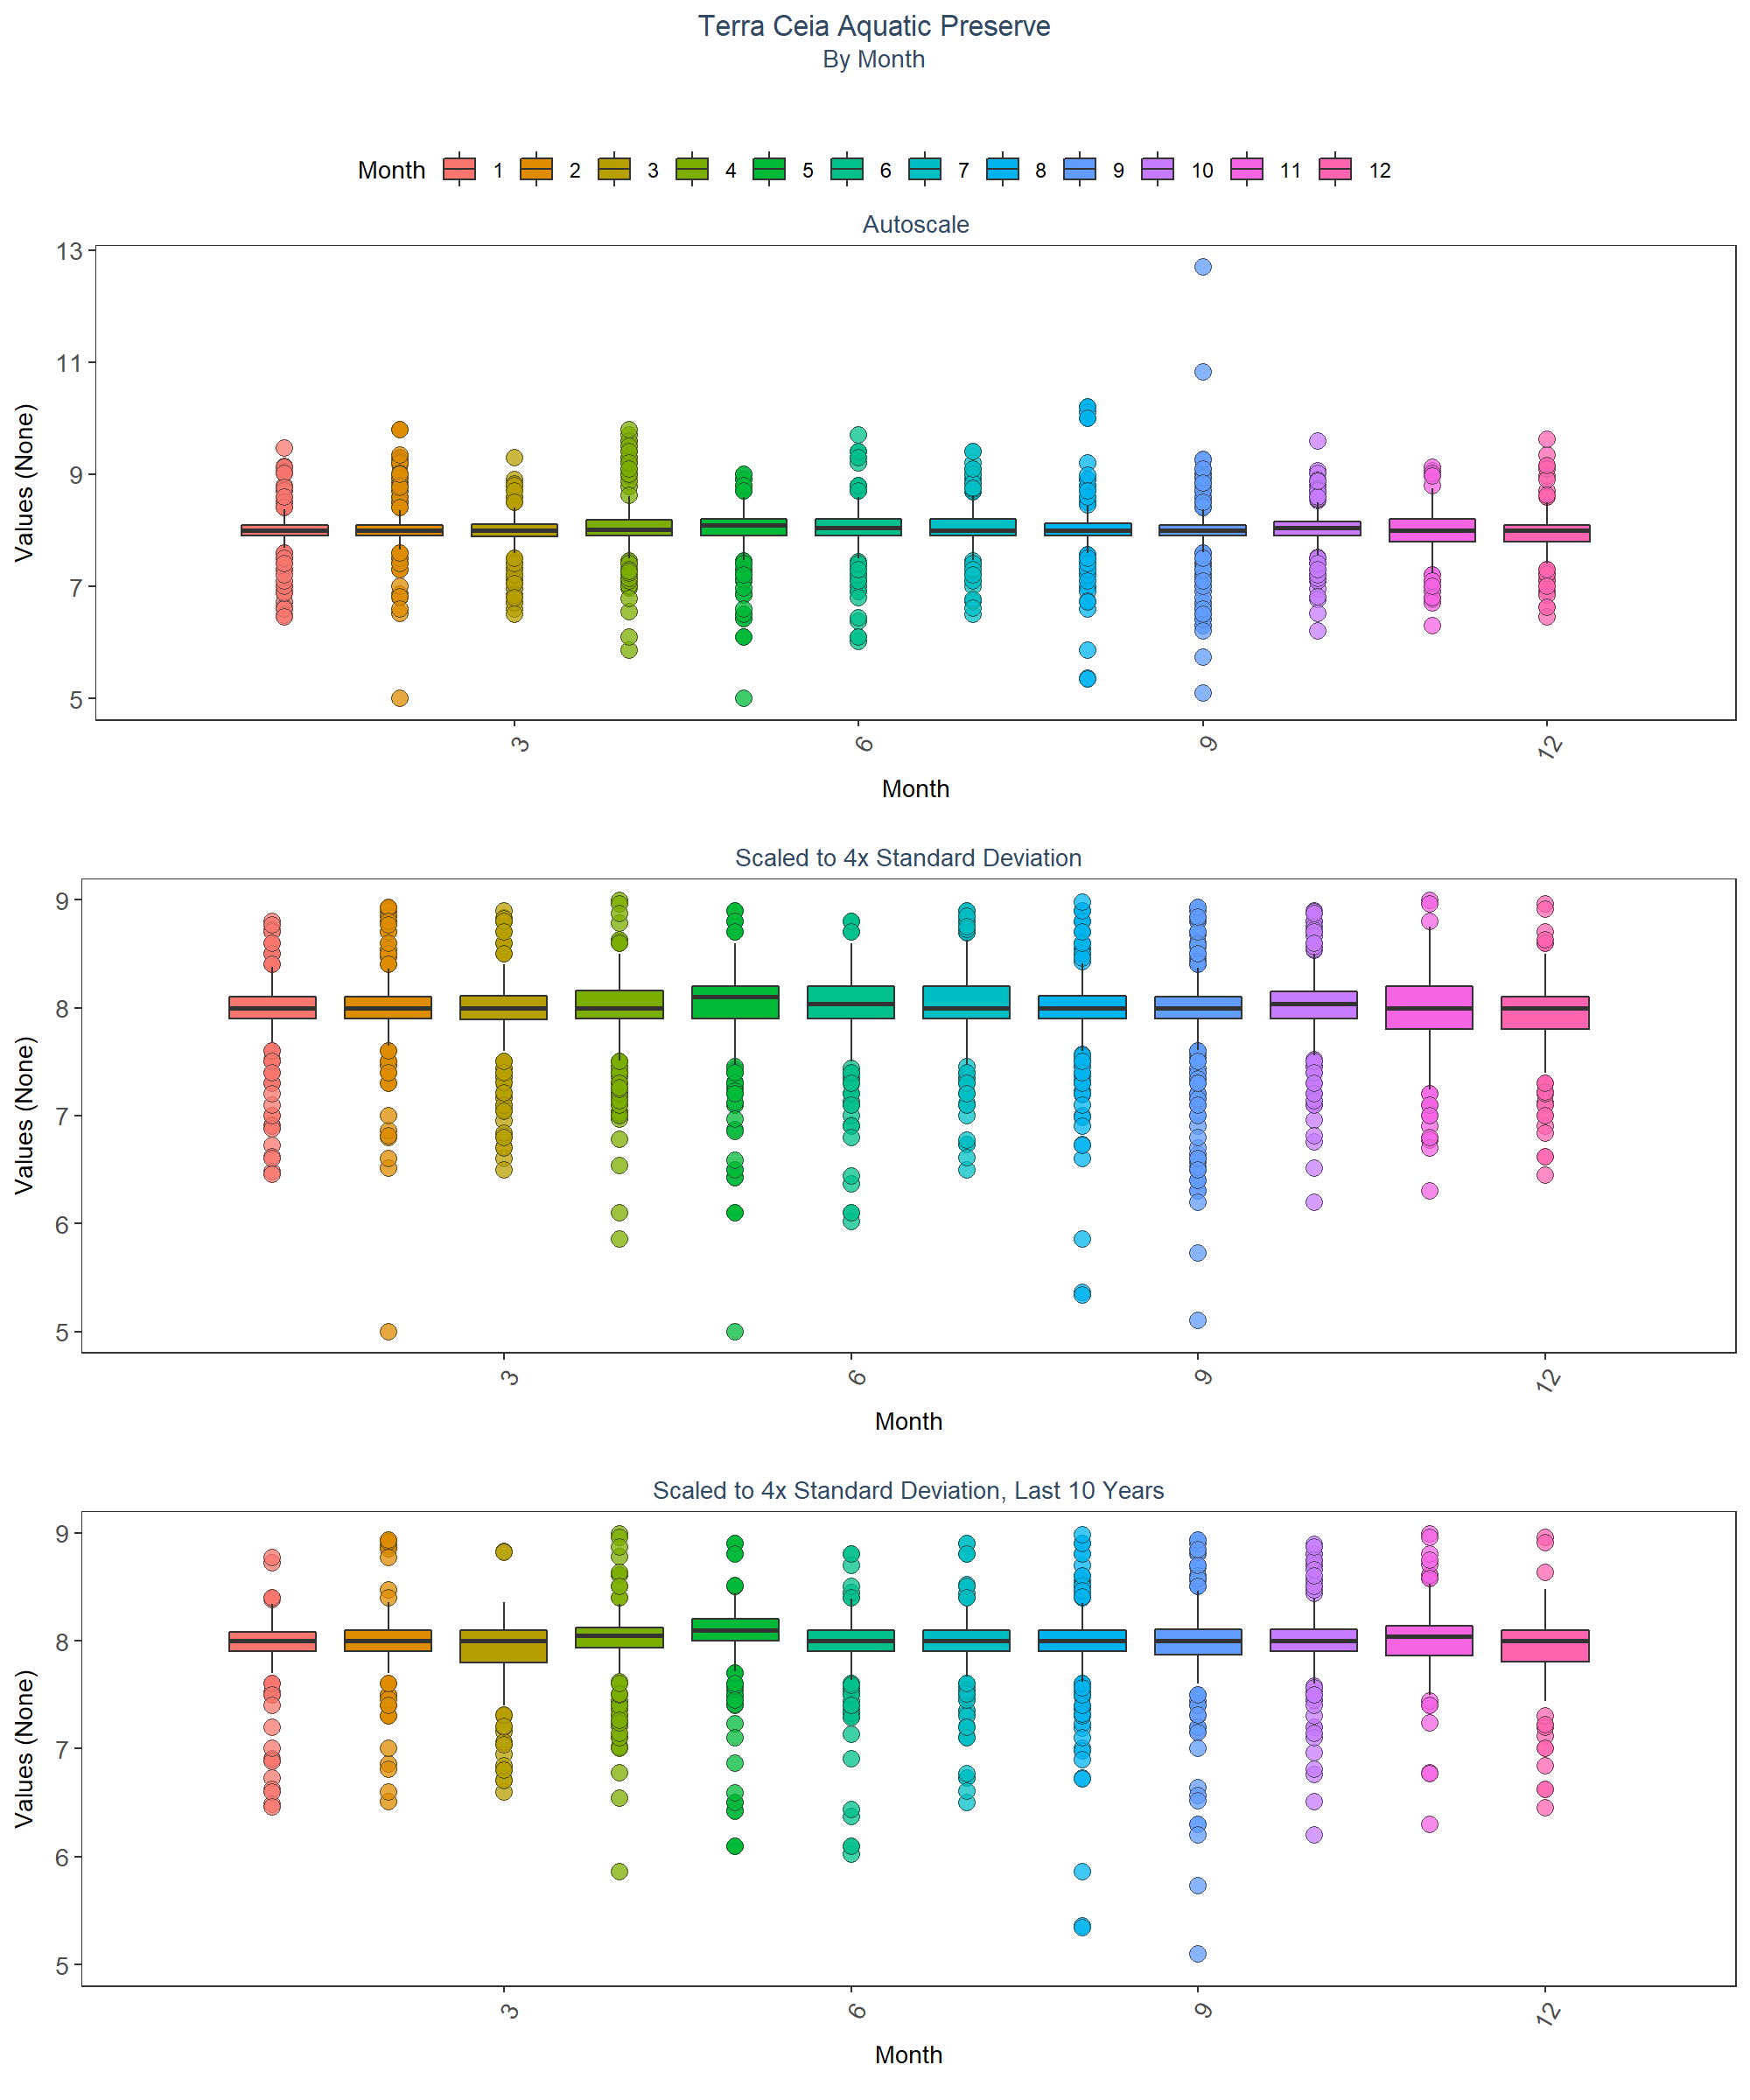 Terra Ceia Aquatic Preserve
By Month
Month 1 2 3 4 5 6 7 8 9 10 11 12
Autoscale
13
11
9
7
5
Values (None)
3 6 9 12
Month
Scaled to 4x Standard Deviation
9
8
7
6
5
Values (None)
3 6 9 12
Month
Scaled to 4x Standard Deviation, Last 10 Years
9
8
7
6
5
Values (None)
3 6 9 12
Month